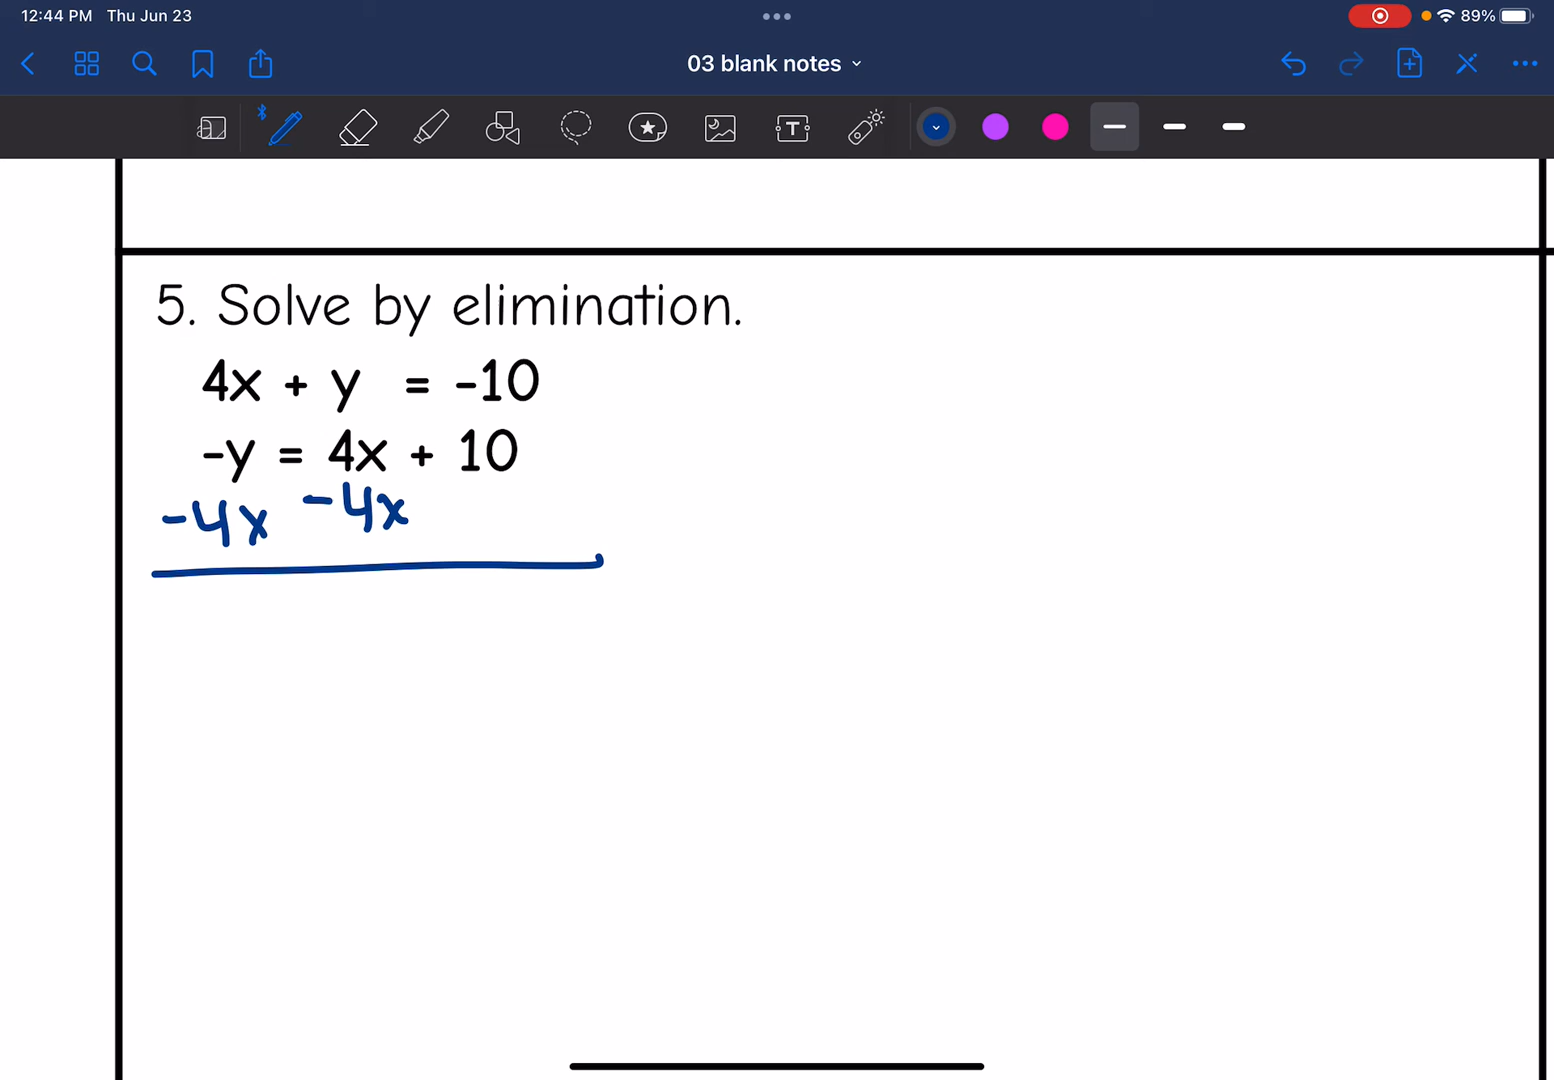 12:44 PM Thu Jun 23
89%
03 blank notes
T
5. Solve by elimination.
4x + y = -10
-y = 4x + 10
-4x -4x